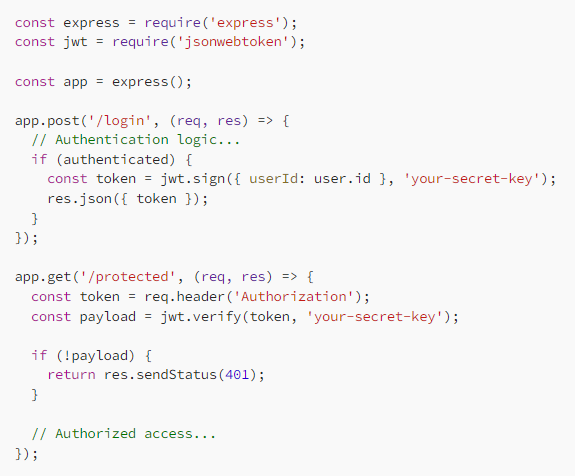 const express = require('express');
const jwt = require('jsonwebtoken');

const app = express();

app.post('/login', (req, res) => {
  // Authentication logic...
  if (authenticated) {
    const token = jwt.sign({ userId: user.id }, 'your-secret-key');
    res.json({ token });
  }
});

app.get('/protected', (req, res) => {
  const token = req.header('Authorization');
  const payload = jwt.verify(token, 'your-secret-key');

  if (!payload) {
    return res.sendStatus(401);
  }

  // Authorized access...
});